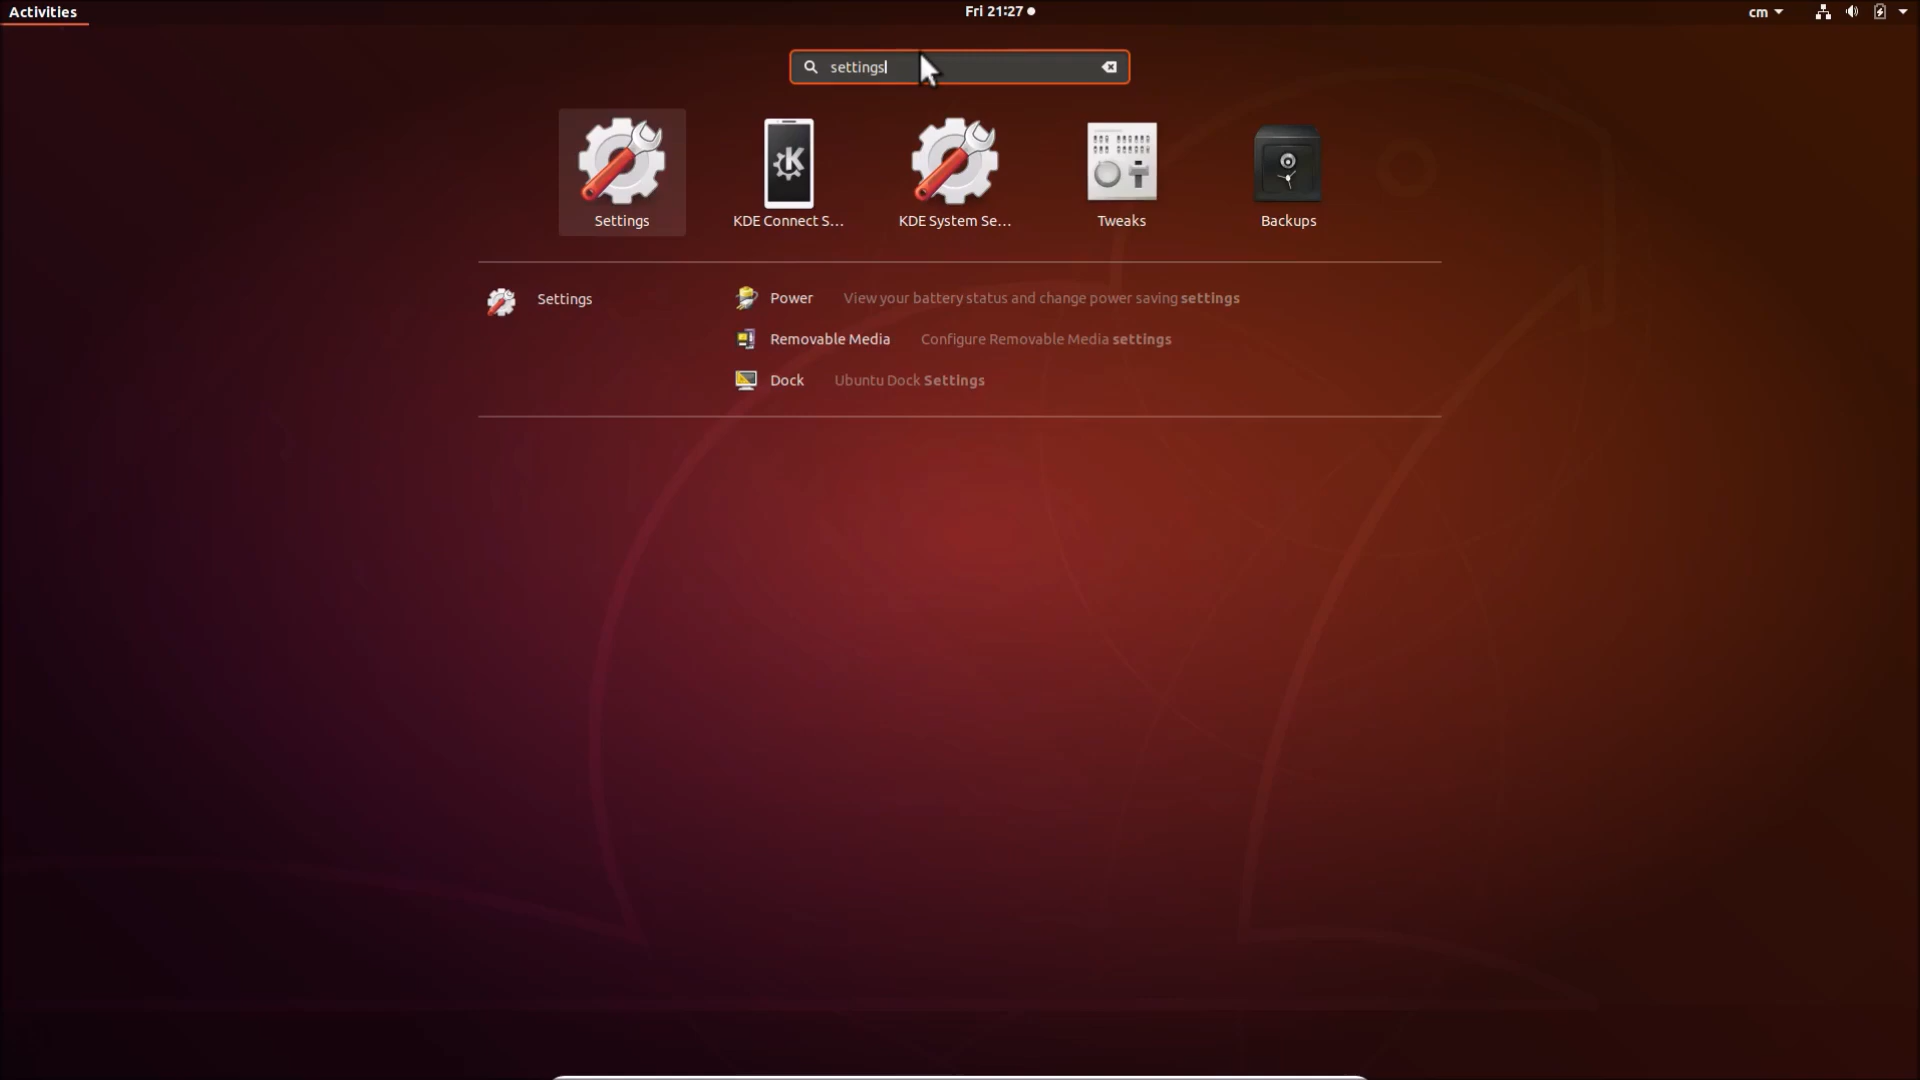 Activities
Fri 21:27
cm
settings
Settings
KDE Connect S...
KDE System Se...
Tweaks
Backups
Settings
Power View your battery status and change power saving settings
Removable Media Configure Removable Media settings
Dock Ubuntu Dock Settings